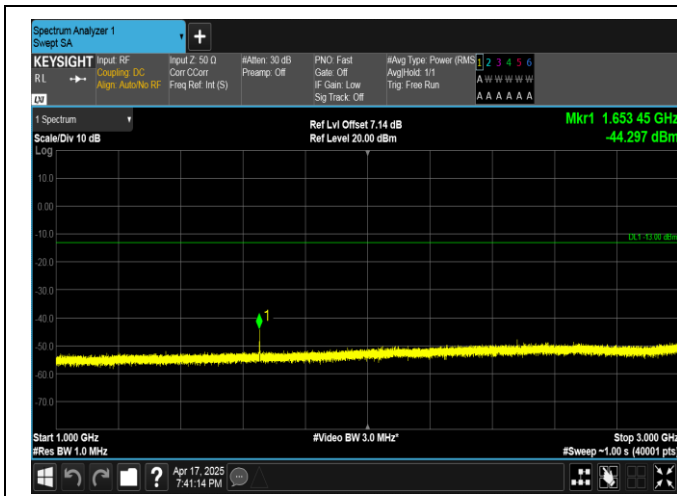 Spectrum Analyzer 1
Swept SA
+
KEYSIGHT Input: RF Input Z: 50 Ω #Atten: 30 dB PNO: Fast #Avg Type: Power (RMS 1 2 3 4 5 6
RL Coupling: DC Corr CCorr Preamp: Off Gate: Off Avg|Hold: 1/1 A W W W W W
Align: Auto/No RF Freq Ref: Int (S) IF Gain: Low Trig: Free Run
LXI Sig Track: Off A A A A A A
1 Spectrum Ref Lvl Offset 7.14 dB Mkr1 1.653 45 GHz
Scale/Div 10 dB Ref Level 20.00 dBm -44.297 dBm
Log
10.0
0.00
-10.0
DL1 -13.00 dBm
-20.0
-30.0
1
-40.0
-50.0
-60.0
-70.0
Start 1.000 GHz #Video BW 3.0 MHz* Stop 3.000 GHz
#Res BW 1.0 MHz #Sweep ~1.00 s (40001 pts)
? Apr 17, 2025
7:41:14 PM